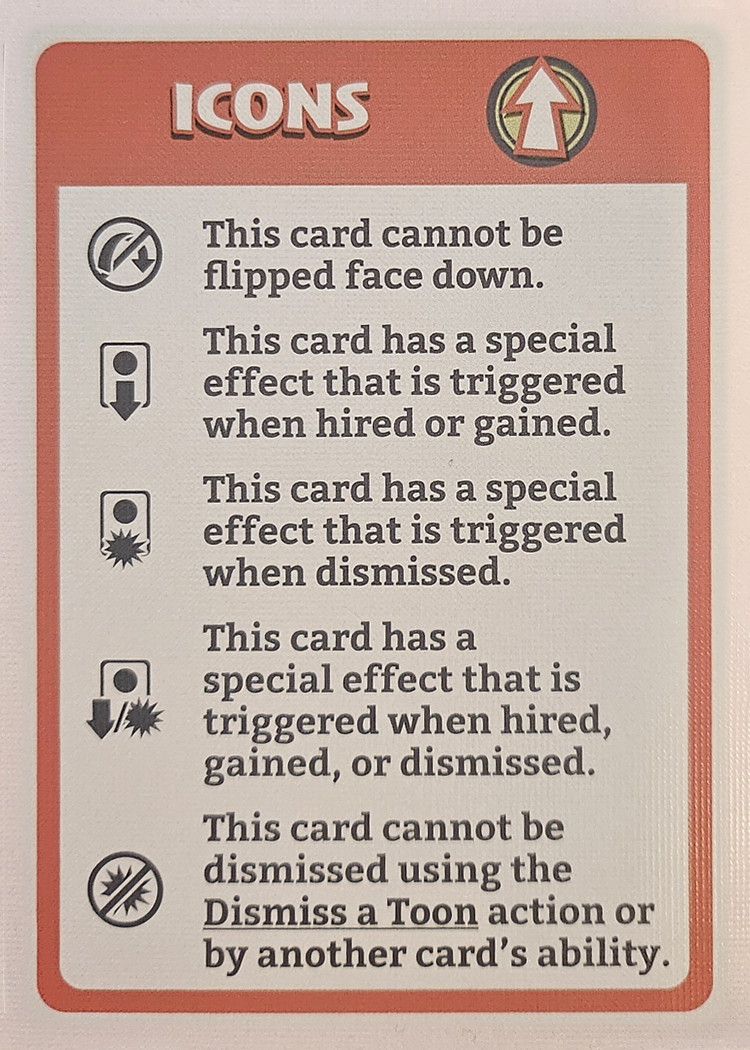 ICONS
This card cannot be
flipped face down.
This card has a special
effect that is triggered
when hired or gained.
This card has a special
effect that is triggered
when dismissed.
This card has a
special effect that is
triggered when hired,
gained, or dismissed.
This card cannot be
dismissed using the
Dismiss a Toon action or
by another card's ability.